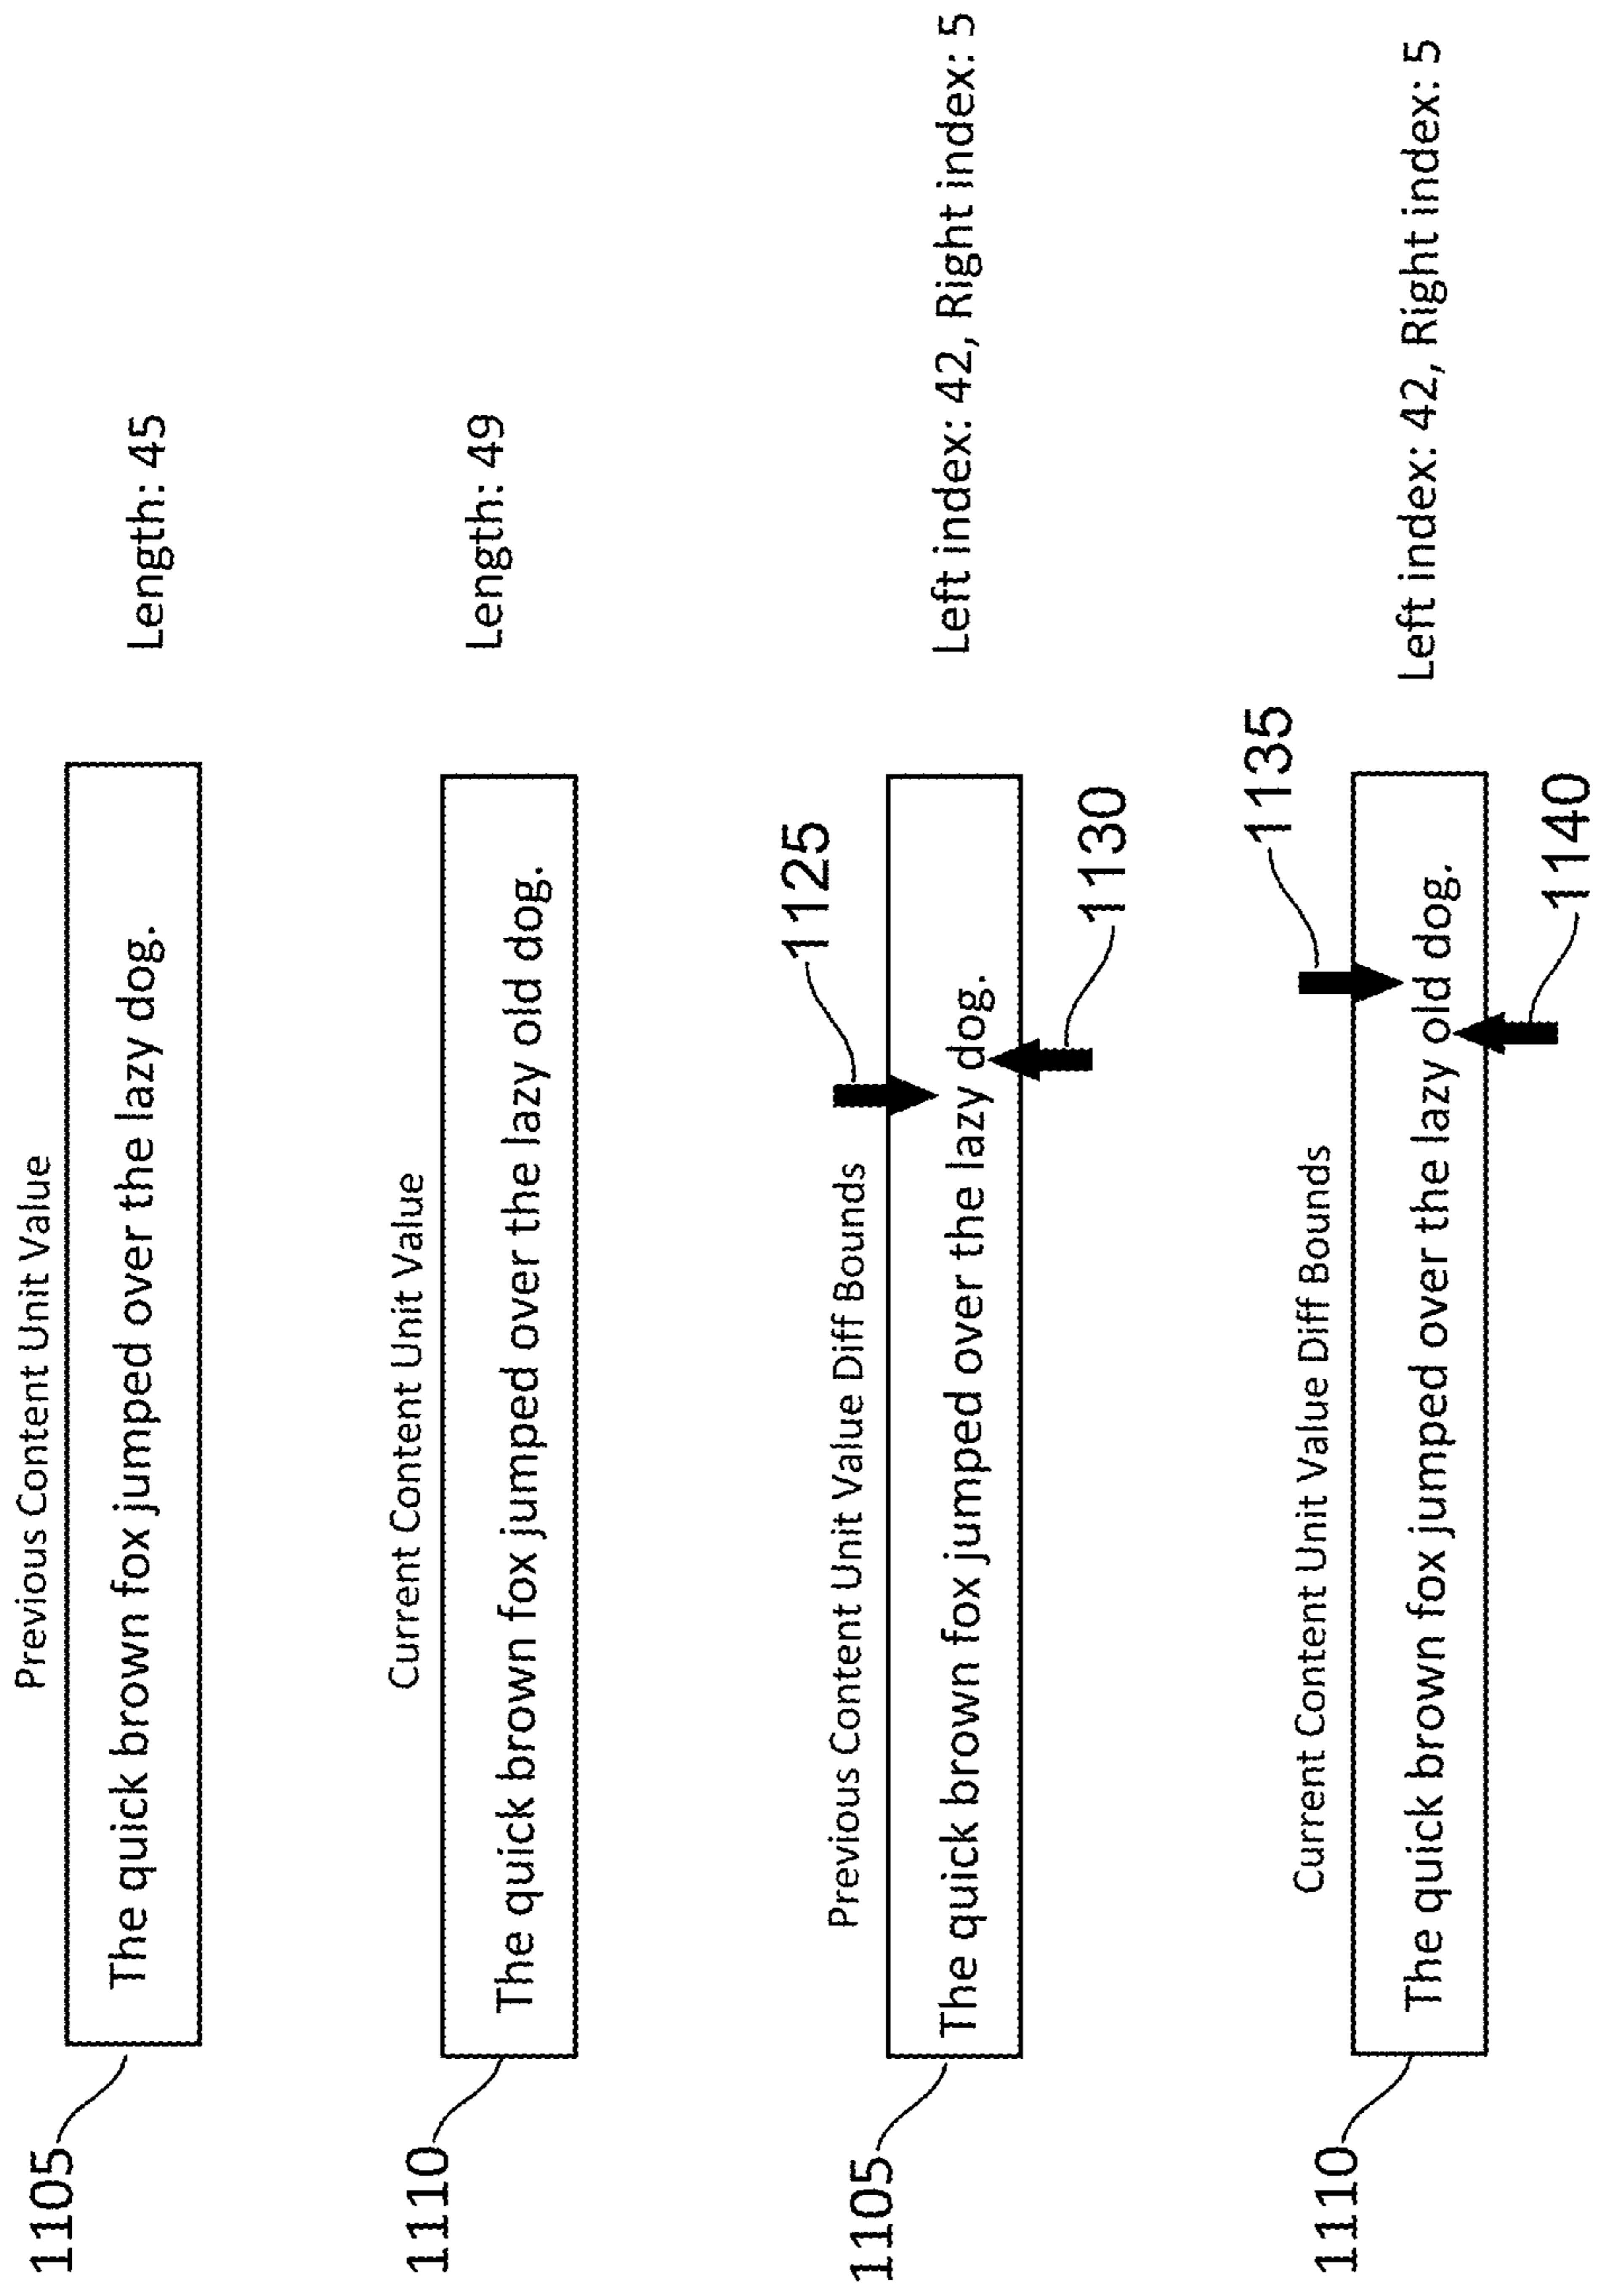 Previous Content Unit Value
1105
The quick brown fox jumped over the lazy dog.
Length: 45
Current Content Unit Value
1110
The quick brown fox jumped over the lazy old dog.
Length: 49
Previous Content Unit Value Diff Bounds
1125
1105
The quick brown fox jumped over the lazy dog.
Left index: 42, Right index: 5
1130
Current Content Unit Value Diff Bounds
1135
1110
The quick brown fox jumped over the lazy old dog.
Left index: 42, Right index: 5
1140